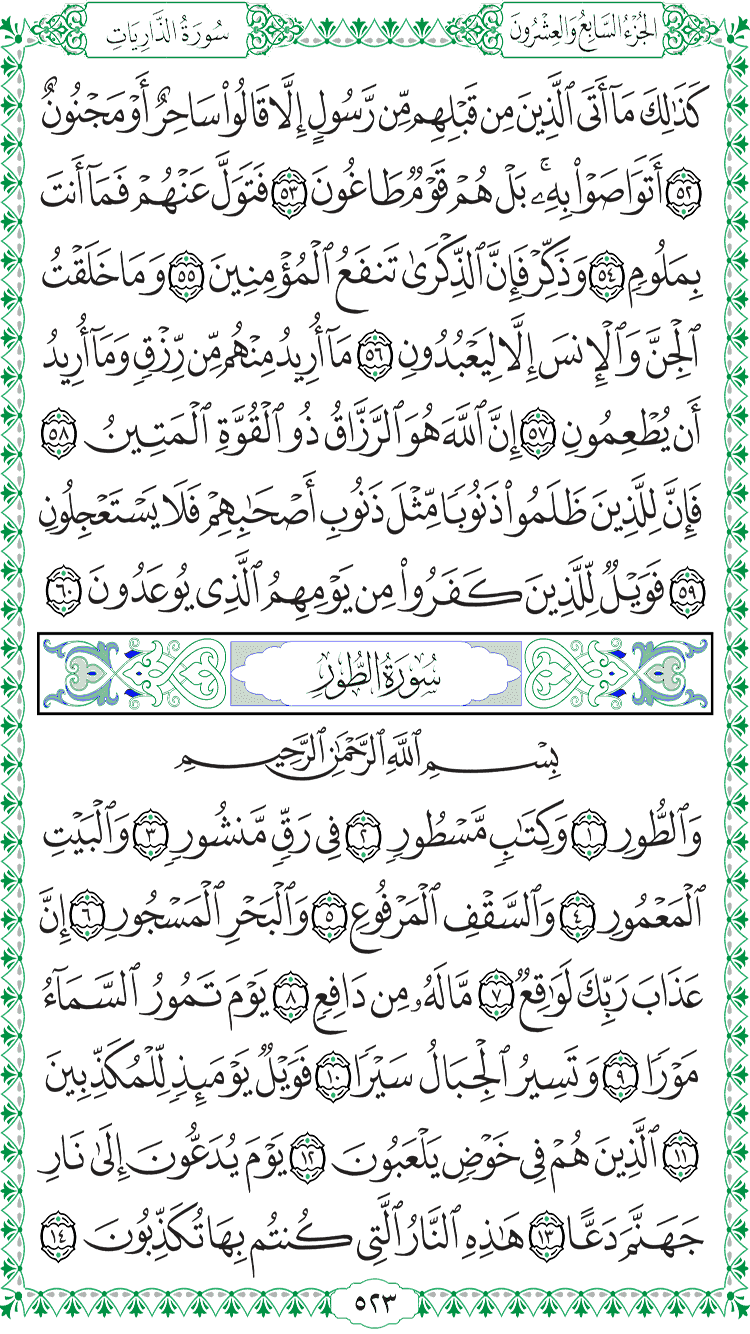 الجُزْءُ السَّابِعُ وَالعِشْرُونَ
سُورَةُ الذَّارِيَاتِ
كَذَٰلِكَ مَآ أَتَى ٱلَّذِينَ مِن قَبْلِهِم مِّن رَّسُولٍ إِلَّا قَالُوا۟ سَاحِرٌ أَوْ مَجْنُونٌ
٥٢ أَتَوَاصَوْا۟ بِهِۦۚ بَلْ هُمْ قَوْمٌ طَاغُونَ ٥٣ فَتَوَلَّ عَنْهُمْ فَمَآ أَنتَ
بِمَلُومٍ ٥٤ وَذَكِّرْ فَإِنَّ ٱلذِّكْرَىٰ تَنفَعُ ٱلْمُؤْمِنِينَ ٥٥ وَمَا خَلَقْتُ
ٱلْجِنَّ وَٱلْإِنسَ إِلَّا لِيَعْبُدُونِ ٥٦ مَآ أُرِيدُ مِنْهُم مِّن رِّزْقٍ وَمَآ أُرِيدُ
أَن يُطْعِمُونِ ٥٧ إِنَّ ٱللَّهَ هُوَ ٱلرَّزَّاقُ ذُو ٱلْقُوَّةِ ٱلْمَتِينُ ٥٨
فَإِنَّ لِلَّذِينَ ظَلَمُوا۟ ذَنُوبًا مِّثْلَ ذَنُوبِ أَصْحَٰبِهِمْ فَلَا يَسْتَعْجِلُونِ
٥٩ فَوَيْلٌ لِّلَّذِينَ كَفَرُوا۟ مِن يَوْمِهِمُ ٱلَّذِى يُوعَدُونَ ٦٠
سُورَةُ الطُّورِ
بِسْمِ ٱللَّهِ ٱلرَّحْمَٰنِ ٱلرَّحِيمِ
وَٱلطُّورِ ١ وَكِتَٰبٍ مَّسْطُورٍ ٢ فِى رَقٍّ مَّنشُورٍ ٣ وَٱلْبَيْتِ
ٱلْمَعْمُورِ ٤ وَٱلسَّقْفِ ٱلْمَرْفُوعِ ٥ وَٱلْبَحْرِ ٱلْمَسْجُورِ ٦ إِنَّ
عَذَابَ رَبِّكَ لَوَٰقِعٌ ٧ مَّا لَهُۥ مِن دَافِعٍ ٨ يَوْمَ تَمُورُ ٱلسَّمَآءُ
مَوْرًا ٩ وَتَسِيرُ ٱلْجِبَالُ سَيْرًا ١٠ فَوَيْلٌ يَوْمَئِذٍ لِّلْمُكَذِّبِينَ
١١ ٱلَّذِينَ هُمْ فِى خَوْضٍ يَلْعَبُونَ ١٢ يَوْمَ يُدَعُّونَ إِلَىٰ نَارِ
جَهَنَّمَ دَعًّا ١٣ هَٰذِهِ ٱلنَّارُ ٱلَّتِى كُنتُم بِهَا تُكَذِّبُونَ ١٤
٥٢٣